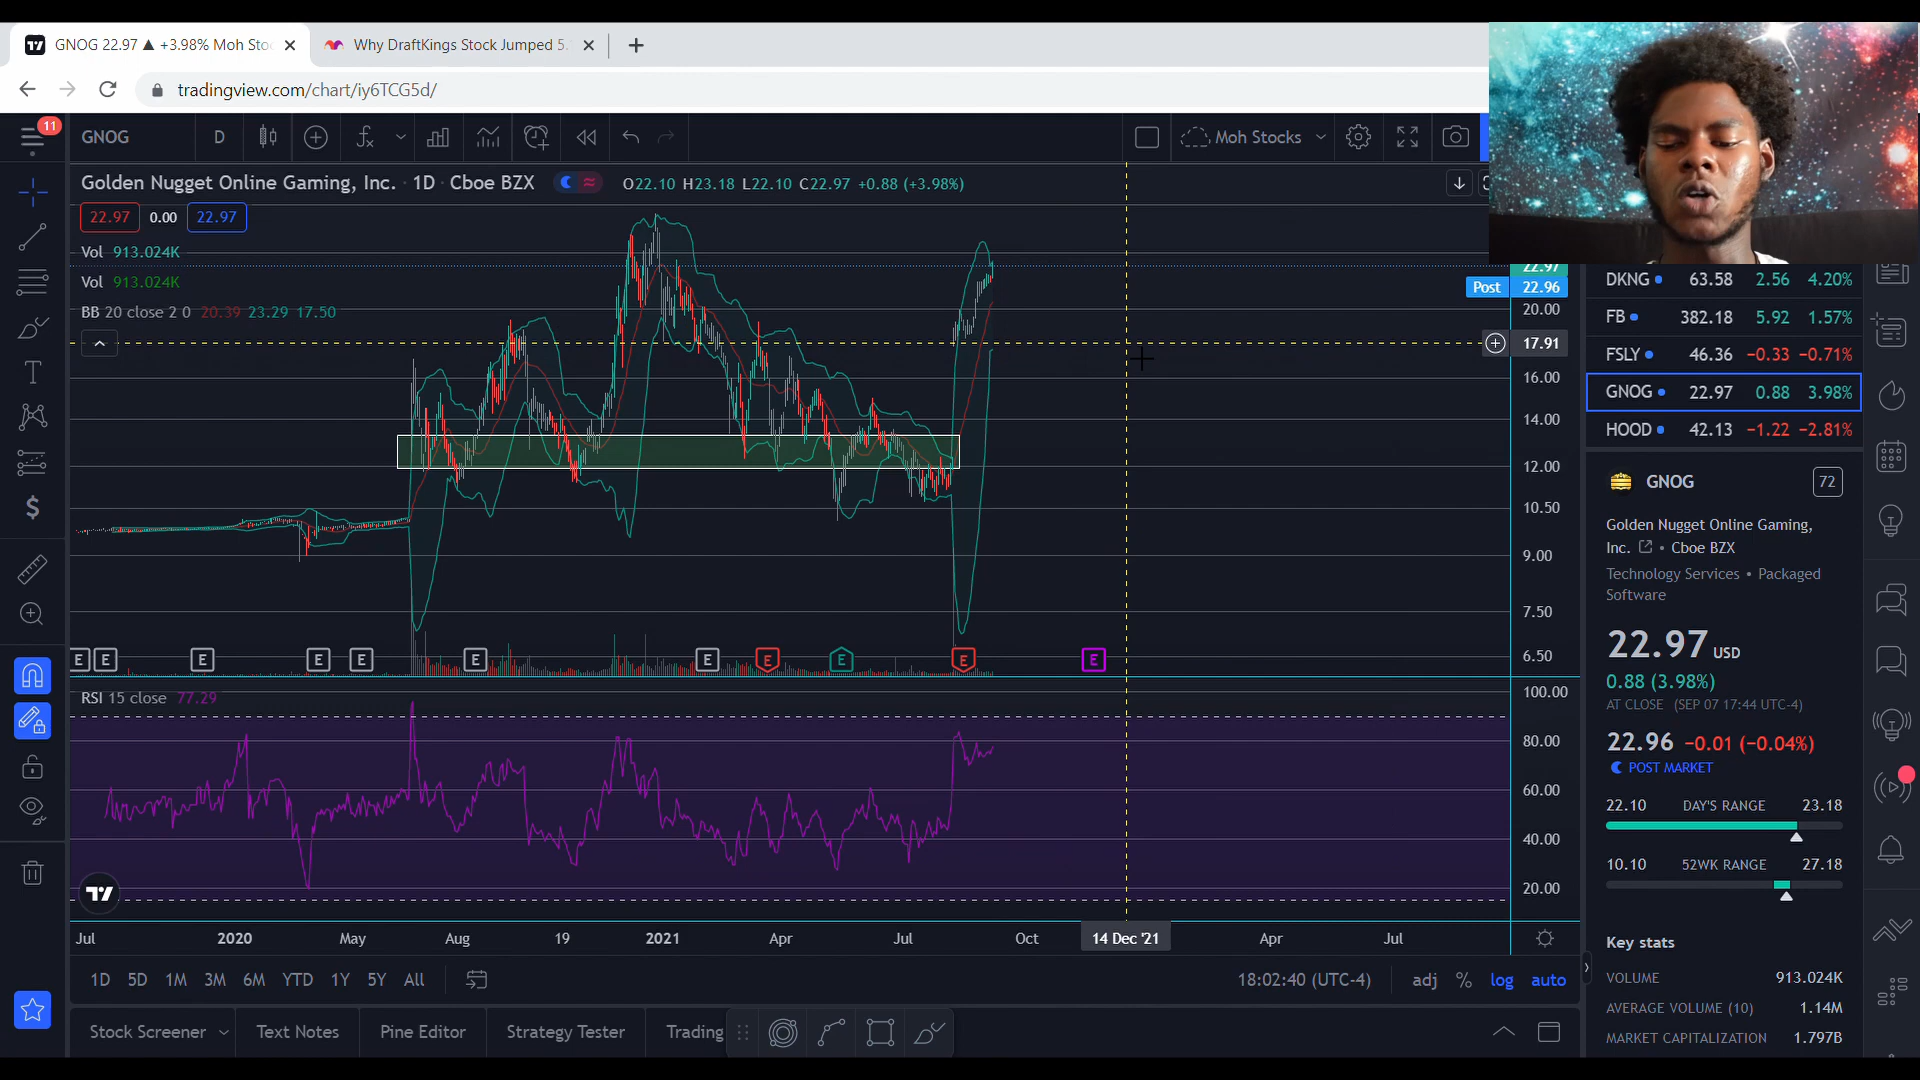 GNOG 22.97 ▲ +3.98% Moh Sto
Why DraftKings Stock Jumped 5.
tradingview.com/chart/iy6TCG5d/
11
GNOG
D
Moh Stocks
Golden Nugget Online Gaming, Inc. · 1D · Cboe BZX
O22.10 H23.18 L22.10 C22.97 +0.88 (+3.98%)
22.97 0.00 22.97
Vol 913.024K
Vol 913.024K
BB 20 close 2 0 20.39 23.29 17.50
22.97
Post 22.96
20.00
17.91
16.00
14.00
12.00
10.50
9.00
7.50
6.50
E E E E E E E E E E E
RSI 15 close 77.29
100.00
80.00
60.00
40.00
20.00
Jul 2020 May Aug 19 2021 Apr Jul Oct 14 Dec '21 Apr Jul
1D 5D 1M 3M 6M YTD 1Y 5Y All
18:02:40 (UTC-4) adj % log auto
Stock Screener Text Notes Pine Editor Strategy Tester Trading
DKNG 63.58 2.56 4.20%
FB 382.18 5.92 1.57%
FSLY 46.36 −0.33 −0.71%
GNOG 22.97 0.88 3.98%
HOOD 42.13 −1.22 −2.81%
GNOG 72
Golden Nugget Online Gaming,
Inc. • Cboe BZX
Technology Services • Packaged
Software
22.97 USD
0.88 (3.98%)
AT CLOSE (SEP 07 17:44 UTC-4)
22.96 −0.01 (−0.04%)
POST MARKET
22.10 DAY'S RANGE 23.18
10.10 52WK RANGE 27.18
Key stats
VOLUME 913.024K
AVERAGE VOLUME (10) 1.14M
MARKET CAPITALIZATION 1.797B